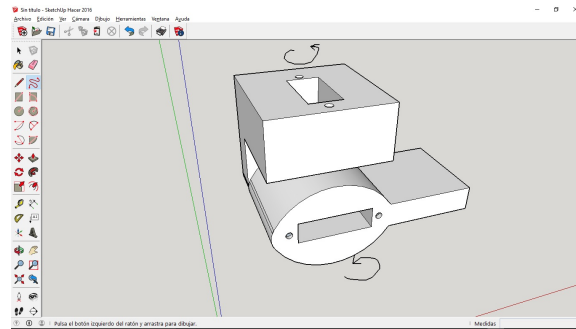 Sin título - SketchUp Make 2016
Archivo Edición Ver Cámara Dibujo Herramientas Ventana Ayuda
Pulsa el botón izquierdo del ratón y arrastra para dibujar.
Medidas